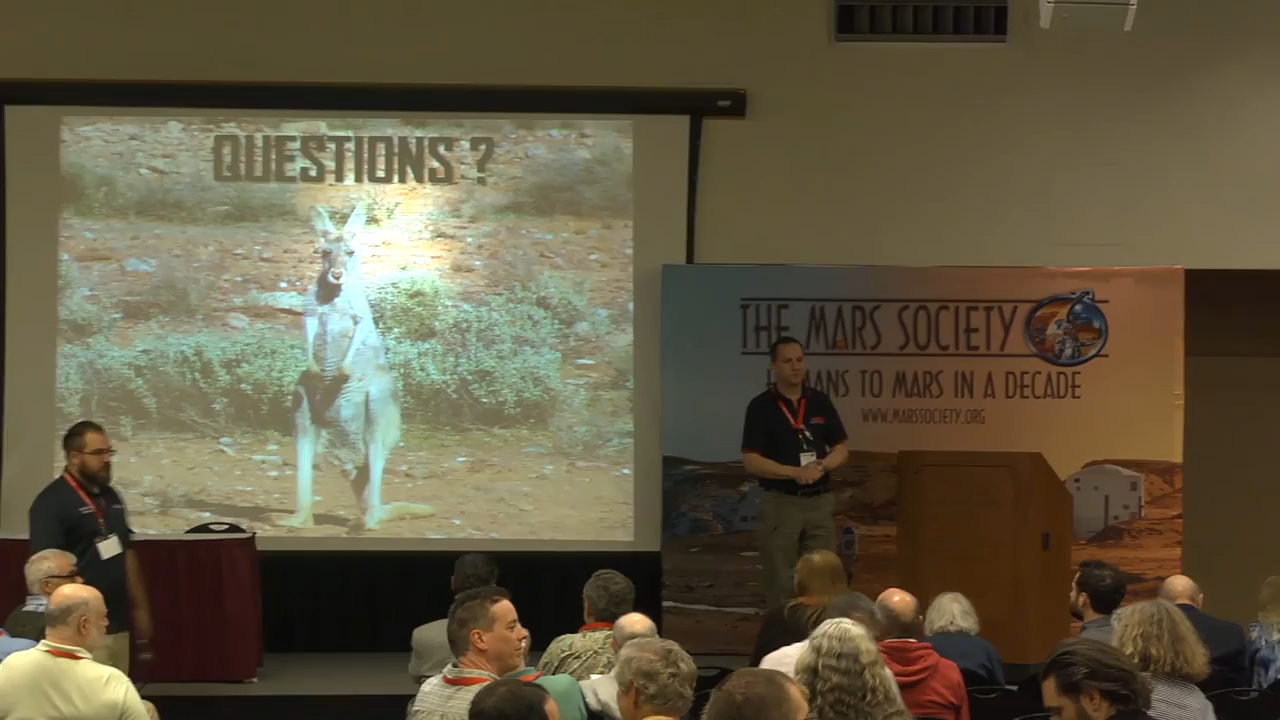 QUESTIONS ?
THE MARS SOCIETY
HUMANS TO MARS IN A DECADE
WWW.MARSSOCIETY.ORG